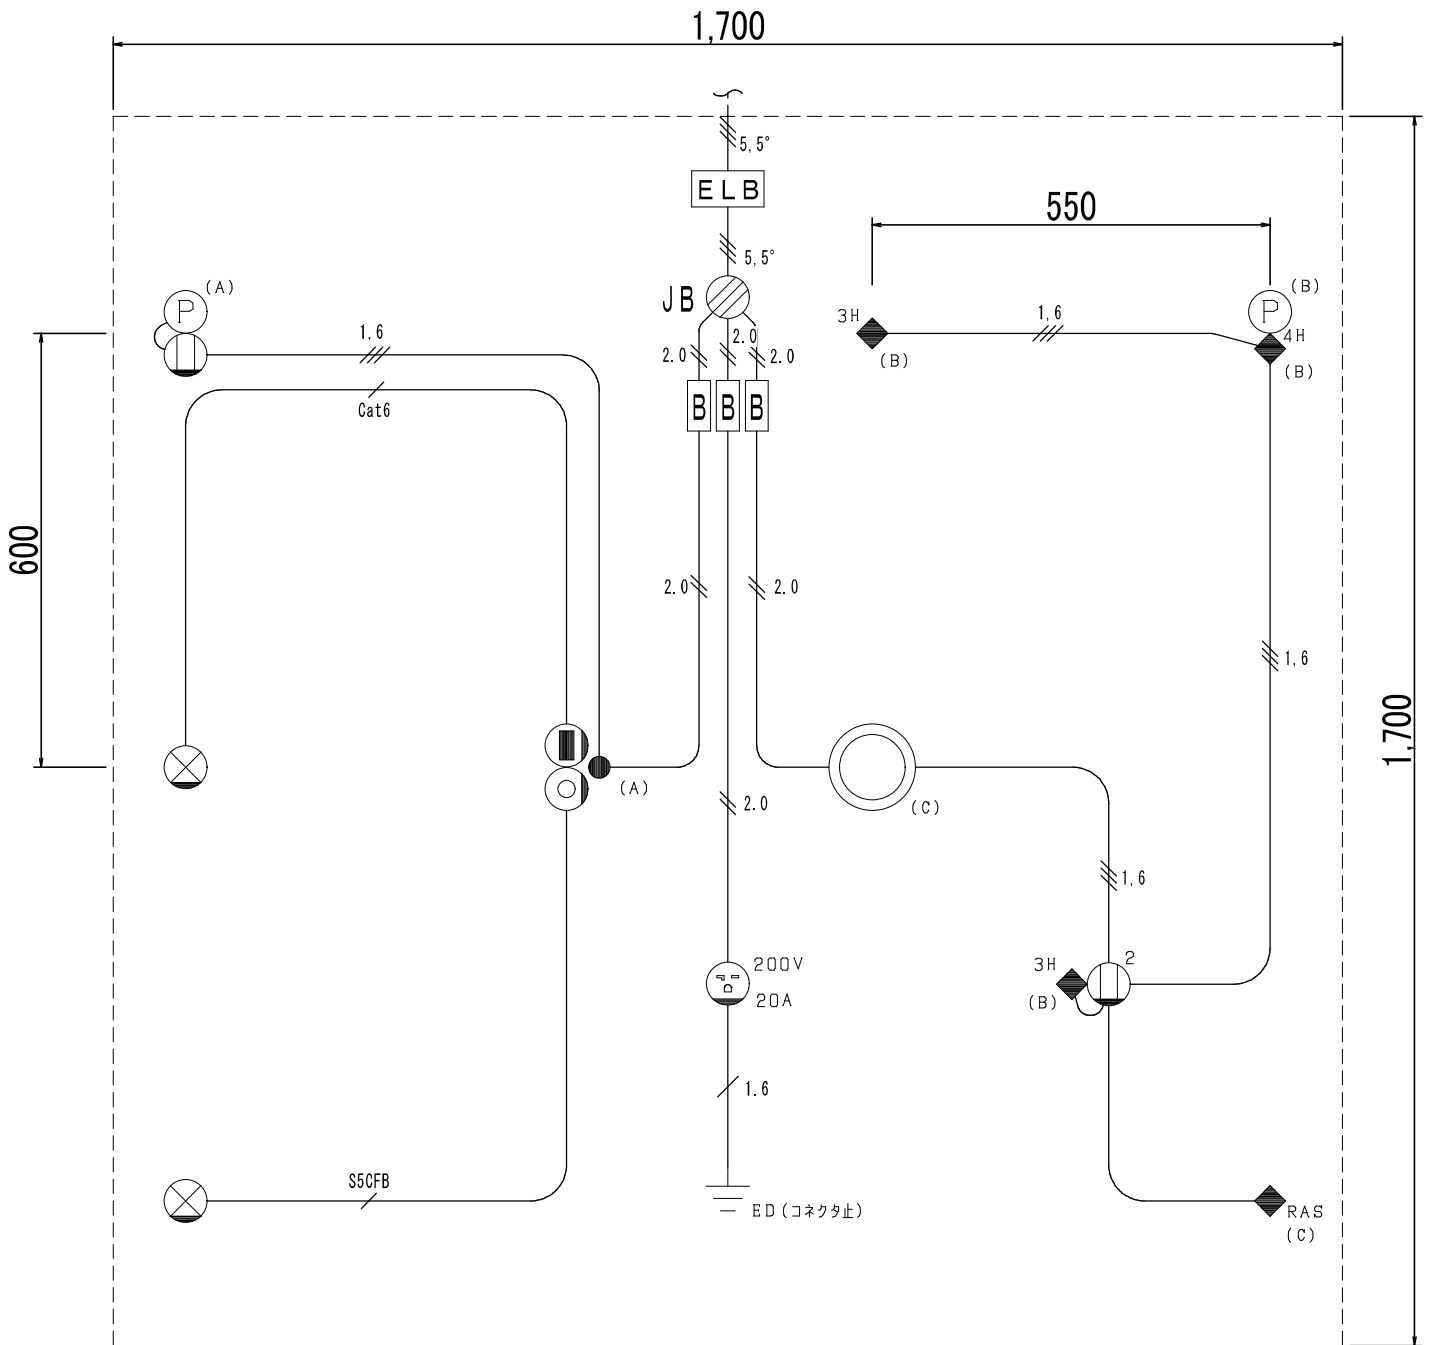 1,700
5,5°
ELB
550
5,5°
(A)
P
JB
(B)
P
3H
1,6
4H
(B)
(B)
1,6
2.0
2.0
2.0
Cat6
B
B
B
600
2.0
2.0
1,6
1,700
(A)
2.0
(C)
1,6
200V
20A
3H
2
(B)
1.6
S5CFB
ED(コネクタ止)
RAS
(C)